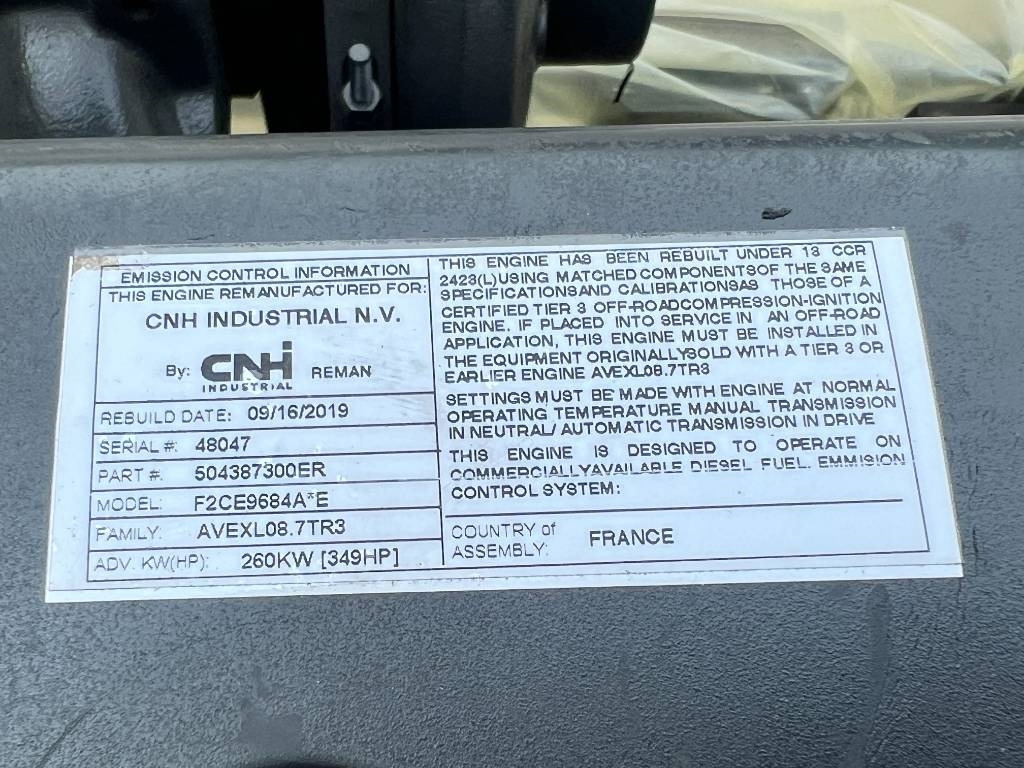 EMISSION CONTROL INFORMATION
THIS ENGINE REMANUFACTURED FOR:
CNH INDUSTRIAL N.V.
By: CNH INDUSTRIAL REMAN
REBUILD DATE: 09/16/2019
SERIAL #: 48047
PART #: 504387300ER
MODEL: F2CE9684A*E
FAMILY: AVEXL08.7TR3
ADV. KW(HP): 260KW [349HP]
THIS ENGINE HAS BEEN REBUILT UNDER 13 CCR
2423(L)USING MATCHED COMPONENTSOF THE SAME
SPECIFICATIONSAND CALIBRATIONSAS THOSE OF A
CERTIFIED TIER 3 OFF-ROADCOMPRESSION-IGNITION
ENGINE. IF PLACED INTO SERVICE IN AN OFF-ROAD
APPLICATION, THIS ENGINE MUST BE INSTALLED IN
THE EQUIPMENT ORIGINALLYSOLD WITH A TIER 3 OR
EARLIER ENGINE AVEXL08.7TR3
SETTINGS MUST BE MADE WITH ENGINE AT NORMAL
OPERATING TEMPERATURE MANUAL TRANSMISSION
IN NEUTRAL/ AUTOMATIC TRANSMISSION IN DRIVE
THIS ENGINE IS DESIGNED TO OPERATE ON
COMMERCIALLYAVAILABLE DIESEL FUEL. EMMISION
CONTROL SYSTEM:
COUNTRY of
ASSEMBLY: FRANCE